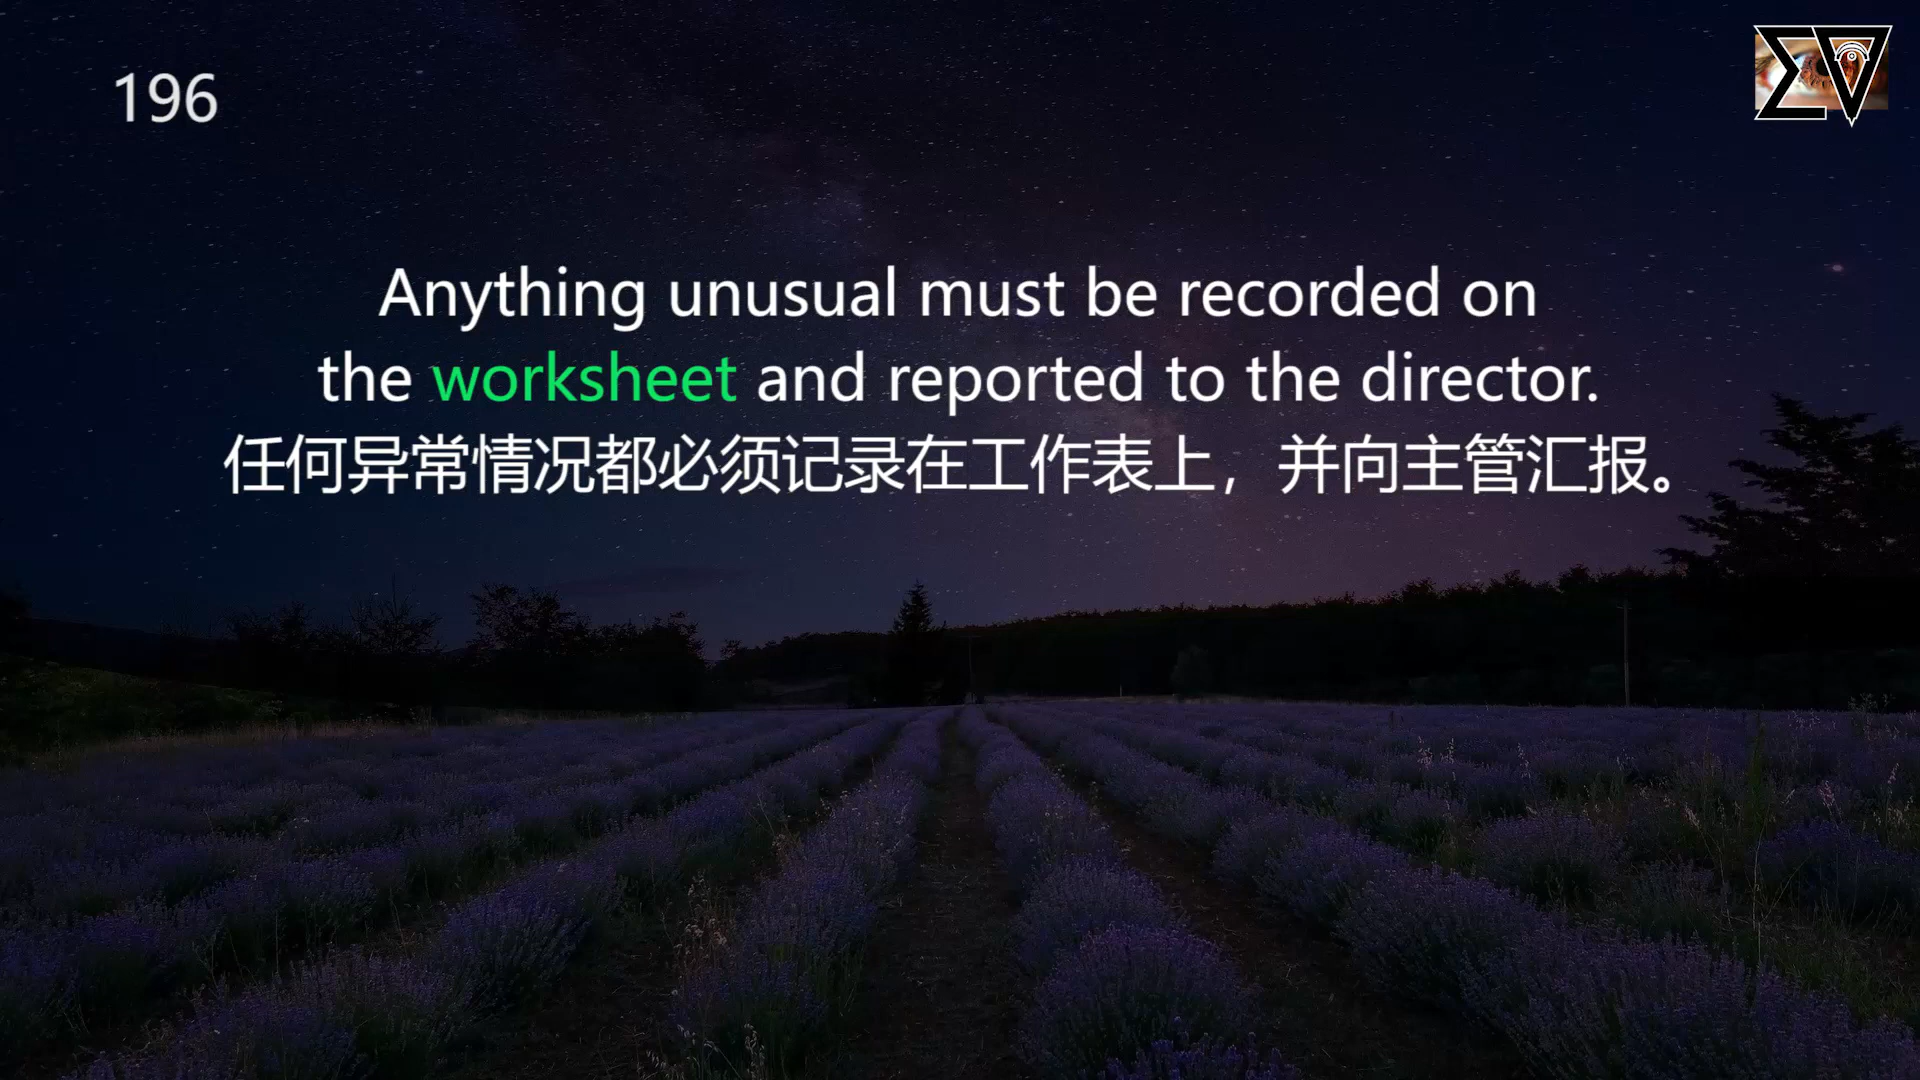 196
Anything unusual must be recorded on
the worksheet and reported to the director.
任何异常情况都必须记录在工作表上，并向主管汇报。